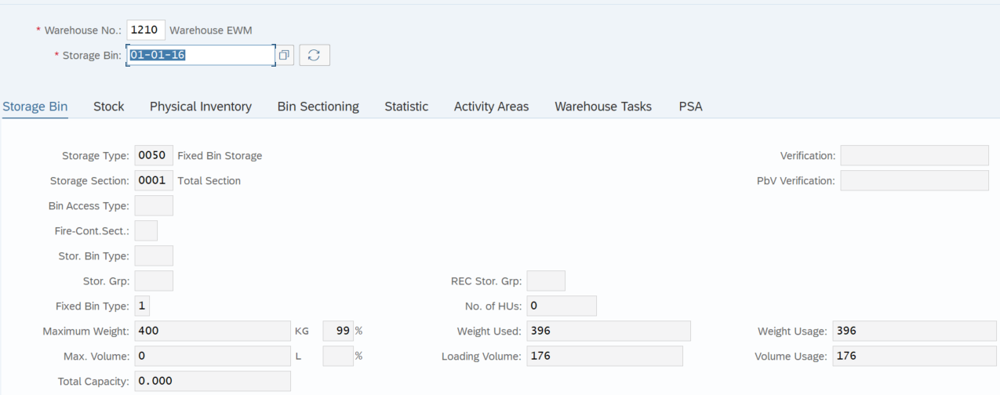 * Warehouse No.: 1210 Warehouse EWM
* Storage Bin: 01-01-16
Storage Bin Stock Physical Inventory Bin Sectioning Statistic Activity Areas Warehouse Tasks PSA
Storage Type: 0050 Fixed Bin Storage Verification:
Storage Section: 0001 Total Section PbV Verification:
Bin Access Type:
Fire-Cont.Sect.:
Stor. Bin Type:
Stor. Grp: REC Stor. Grp:
Fixed Bin Type: 1 No. of HUs: 0
Maximum Weight: 400 KG 99 % Weight Used: 396 Weight Usage: 396
Max. Volume: 0 L % Loading Volume: 176 Volume Usage: 176
Total Capacity: 0.000